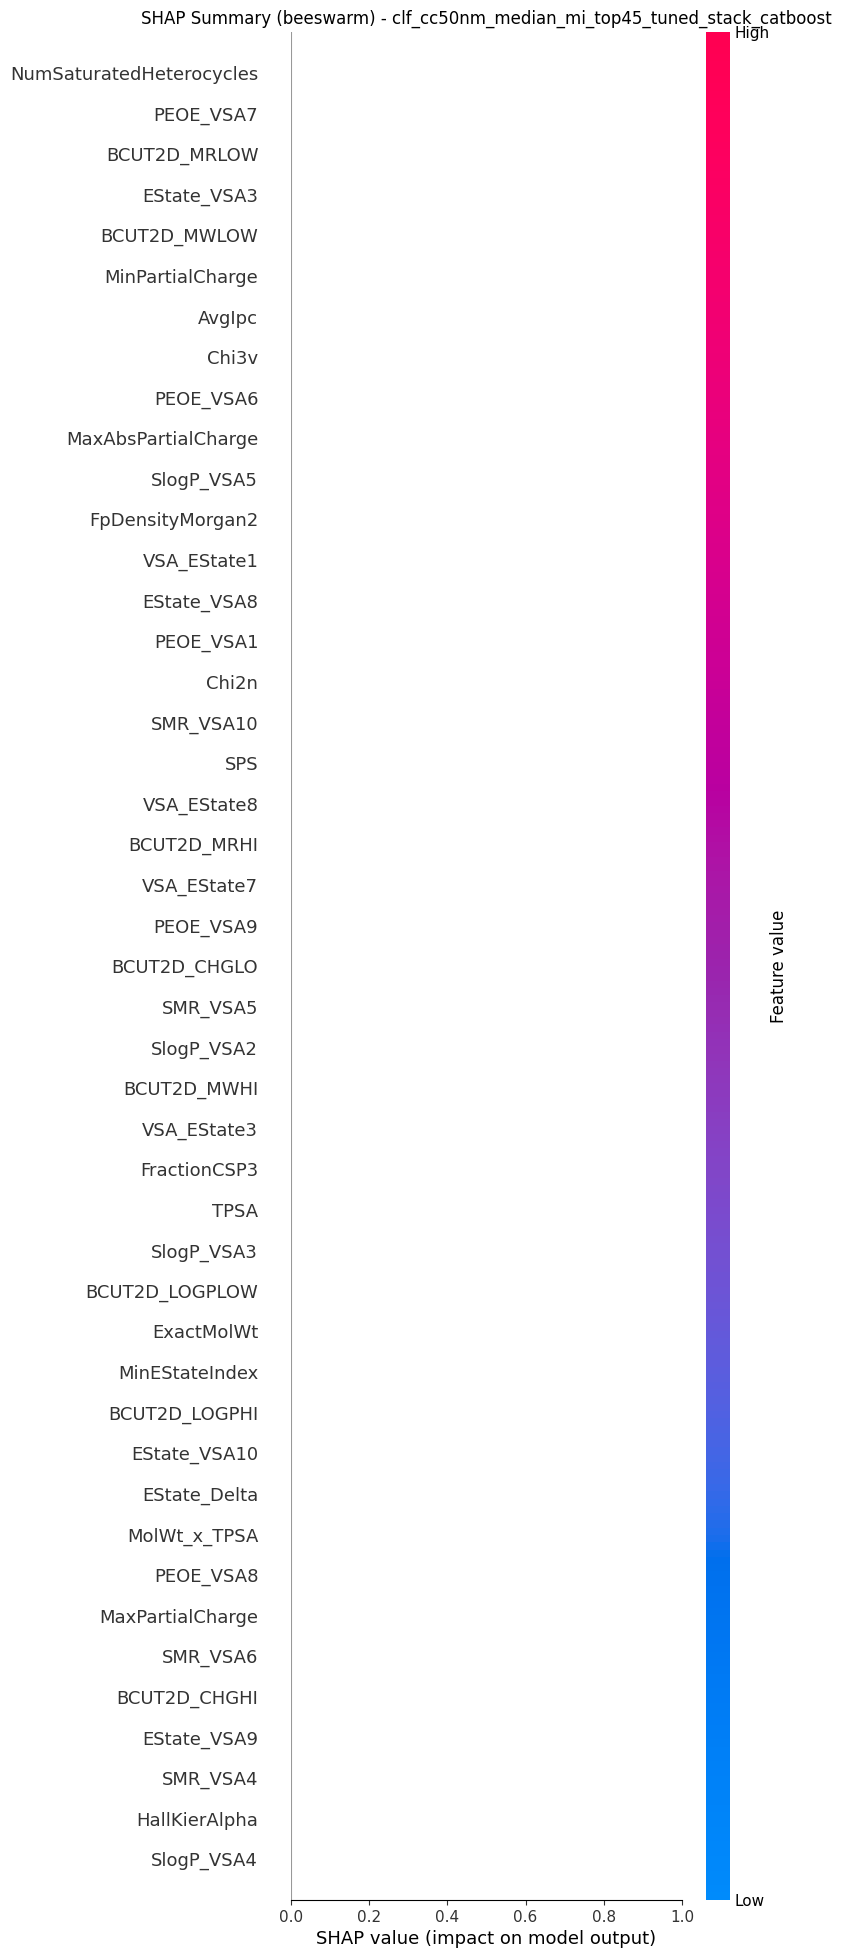 SHAP Summary (beeswarm) - clf_cc50nm_median_mi_top45_tuned_stack_catboost
High
NumSaturatedHeterocycles
PEOE_VSA7
BCUT2D_MRLOW
EState_VSA3
BCUT2D_MWLOW
MinPartialCharge
AvgIpc
Chi3v
PEOE_VSA6
MaxAbsPartialCharge
SlogP_VSA5
FpDensityMorgan2
VSA_EState1
EState_VSA8
PEOE_VSA1
Chi2n
SMR_VSA10
SPS
VSA_EState8
BCUT2D_MRHI
VSA_EState7
PEOE_VSA9
BCUT2D_CHGLO
SMR_VSA5
SlogP_VSA2
BCUT2D_MWHI
VSA_EState3
FractionCSP3
TPSA
SlogP_VSA3
BCUT2D_LOGPLOW
ExactMolWt
MinEStateIndex
BCUT2D_LOGPHI
EState_VSA10
EState_Delta
MolWt_x_TPSA
PEOE_VSA8
MaxPartialCharge
SMR_VSA6
BCUT2D_CHGHI
EState_VSA9
SMR_VSA4
HallKierAlpha
SlogP_VSA4
Feature value
Low
0.0 0.2 0.4 0.6 0.8 1.0
SHAP value (impact on model output)